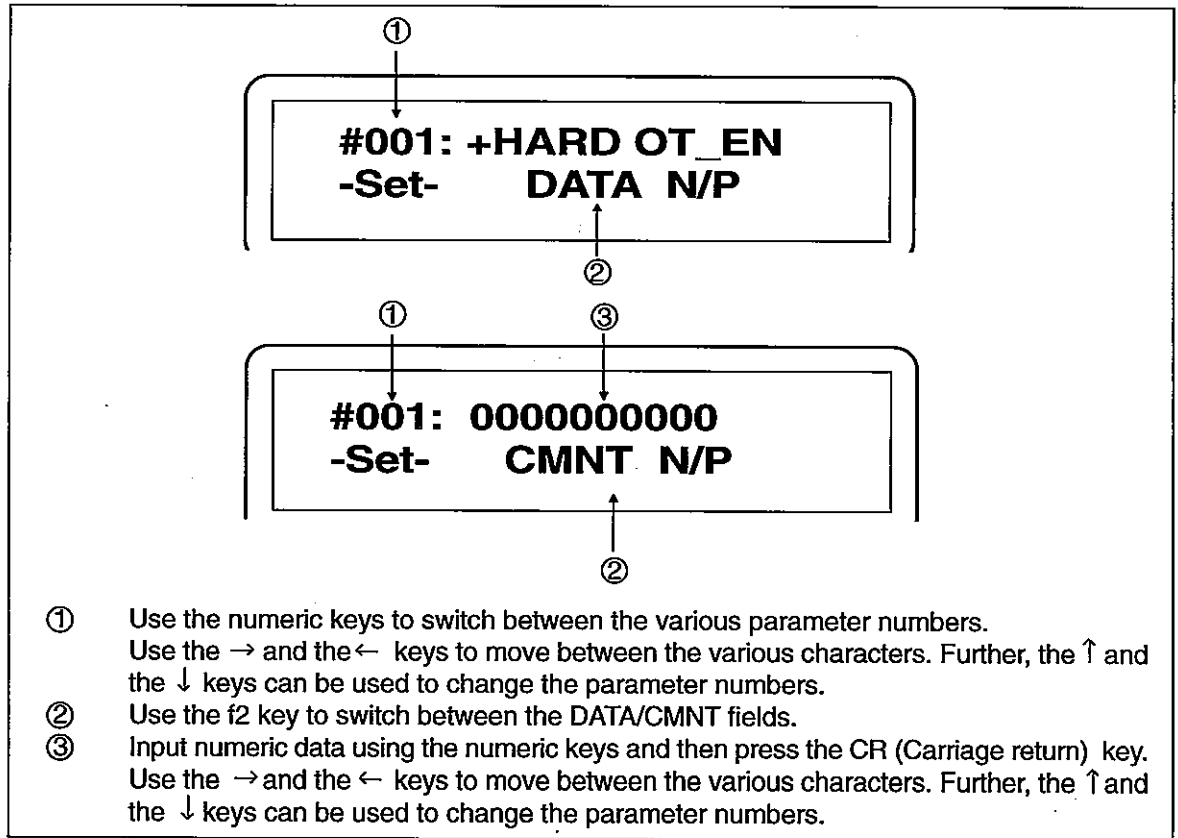 ①
#001: +HARD OT_EN
-Set- DATA N/P
②
① ③
#001: 0000000000
-Set- CMNT N/P
②
① Use the numeric keys to switch between the various parameter numbers.
Use the → and the ← keys to move between the various characters. Further, the ↑ and
the ↓ keys can be used to change the parameter numbers.
② Use the f2 key to switch between the DATA/CMNT fields.
③ Input numeric data using the numeric keys and then press the CR (Carriage return) key.
Use the → and the ← keys to move between the various characters. Further, the ↑ and
the ↓ keys can be used to change the parameter numbers.